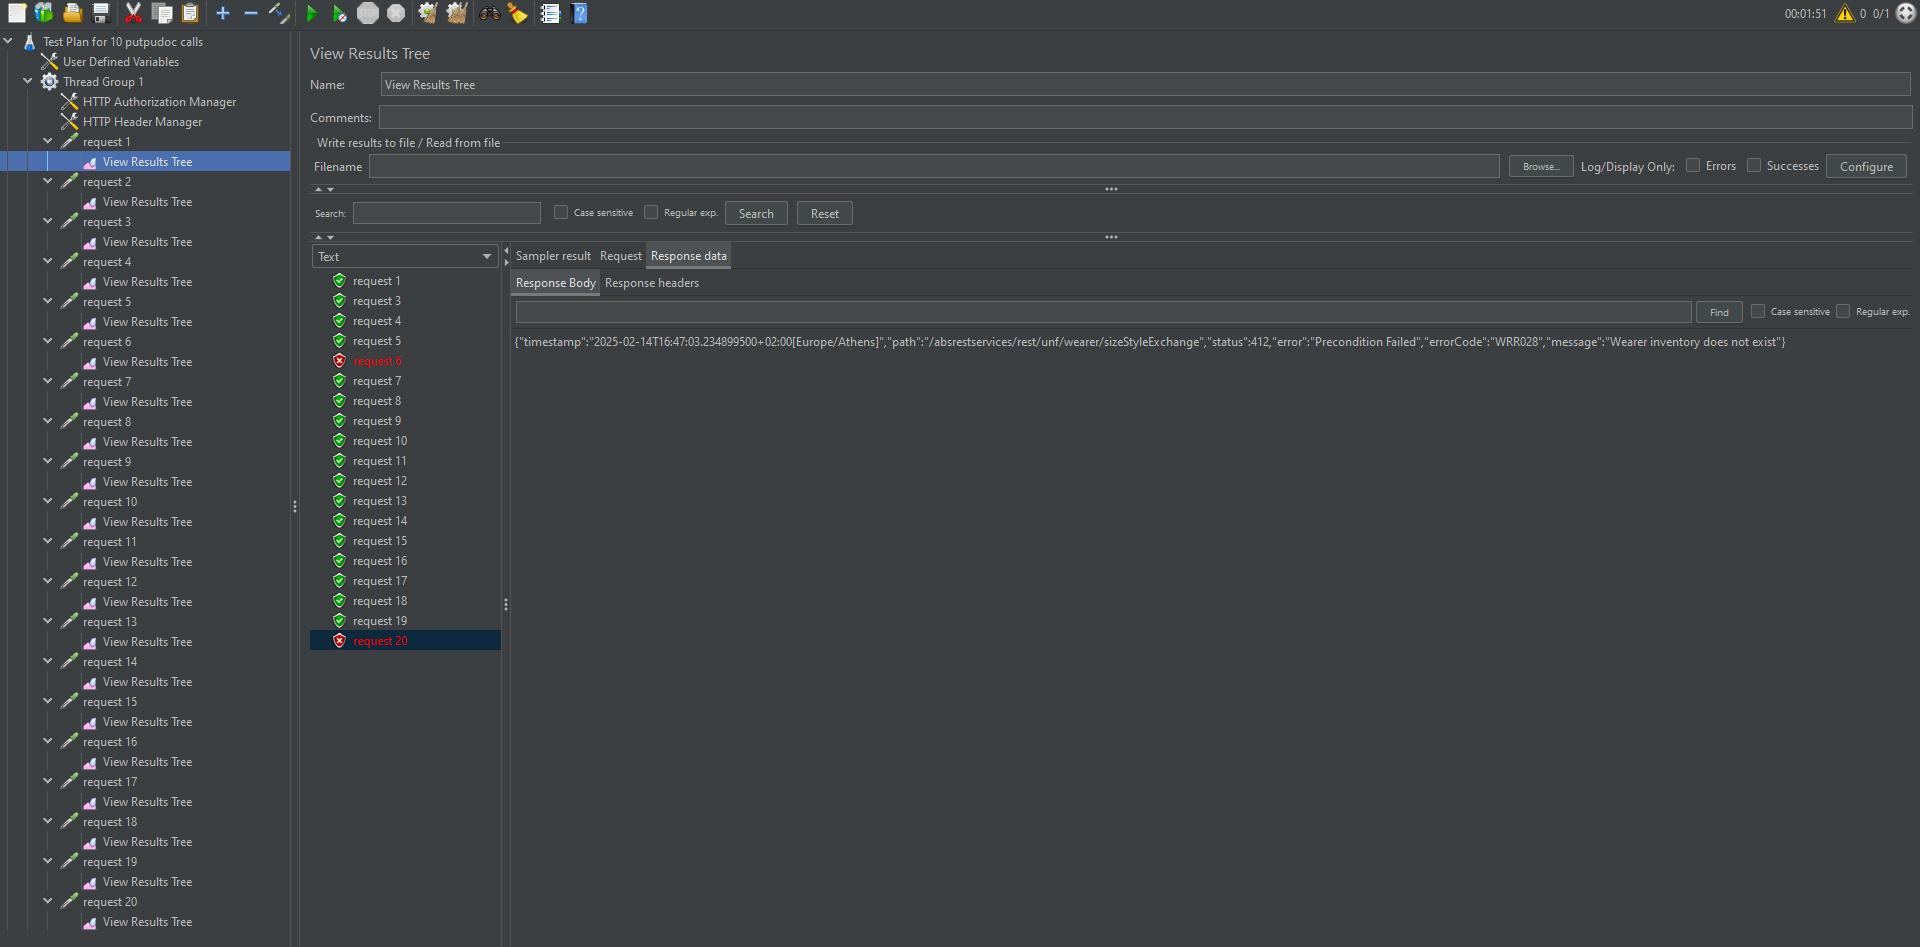 00:01:51 0 0/1
Test Plan for 10 putpudoc calls
User Defined Variables
Thread Group 1
HTTP Authorization Manager
HTTP Header Manager
request 1
View Results Tree
request 2
View Results Tree
request 3
View Results Tree
request 4
View Results Tree
request 5
View Results Tree
request 6
View Results Tree
request 7
View Results Tree
request 8
View Results Tree
request 9
View Results Tree
request 10
View Results Tree
request 11
View Results Tree
request 12
View Results Tree
request 13
View Results Tree
request 14
View Results Tree
request 15
View Results Tree
request 16
View Results Tree
request 17
View Results Tree
request 18
View Results Tree
request 19
View Results Tree
request 20
View Results Tree
View Results Tree
Name: View Results Tree
Comments:
Write results to file / Read from file
Filename Browse... Log/Display Only: Errors Successes Configure
Search: Case sensitive Regular exp. Search Reset
Text
request 1
request 3
request 4
request 5
request 6
request 7
request 8
request 9
request 10
request 11
request 12
request 13
request 14
request 15
request 16
request 17
request 18
request 19
request 20
Sampler result Request Response data
Response Body Response headers
Find Case sensitive Regular exp.
{"timestamp":"2025-02-14T16:47:03.234899500+02:00[Europe/Athens]","path":"/absrestservices/rest/unf/wearer/sizeStyleExchange","status":412,"error":"Precondition Failed","errorCode":"WRR028","message":"Wearer inventory does not exist"}